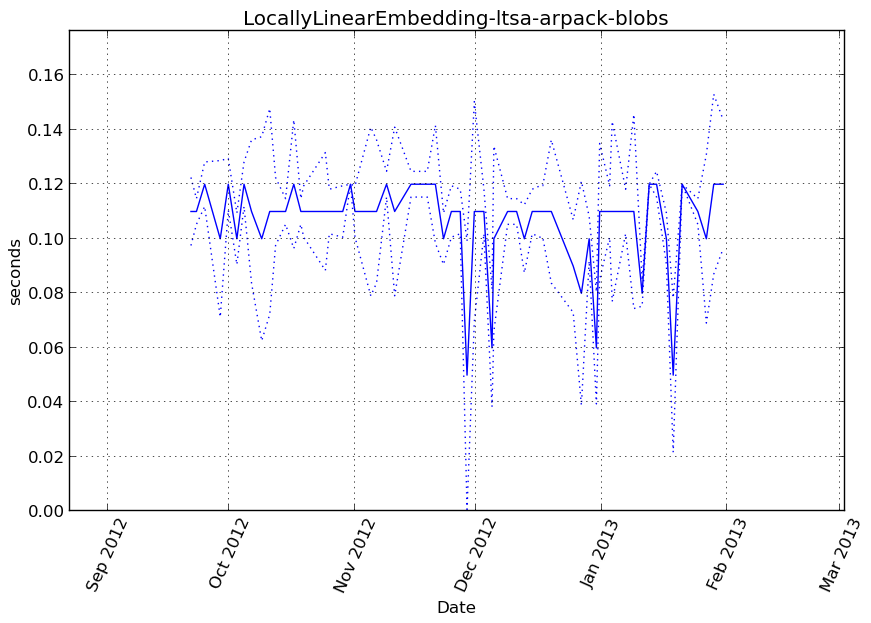 LocallyLinearEmbedding-ltsa-arpack-blobs
0.16
0.14
0.12
0.10
0.08
0.06
0.04
0.02
0.00
seconds
Sep 2012
Oct 2012
Nov 2012
Dec 2012
Jan 2013
Feb 2013
Mar 2013
Date